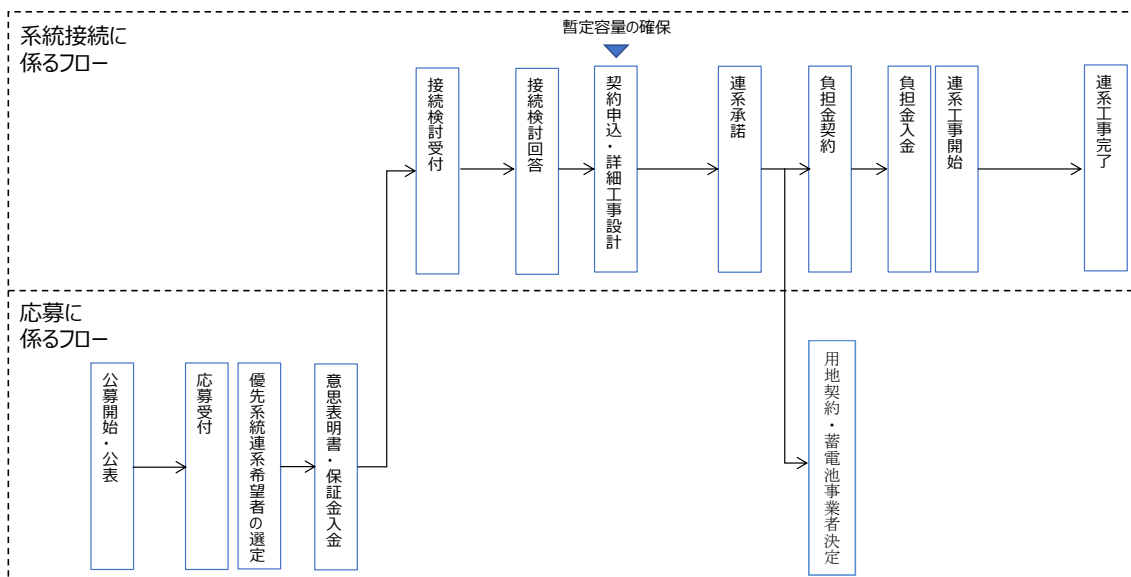 系統接続に
係るフロー
暫定容量の確保
接続検討受付
接続検討回答
契約申込・詳細工事設計
連系承諾
負担金契約
負担金入金
連系工事開始
連系工事完了
応募に
係るフロー
公募開始・公表
応募受付
優先系統連系希望者の選定
意思表明書・保証金入金
用地契約・蓄電池事業者決定